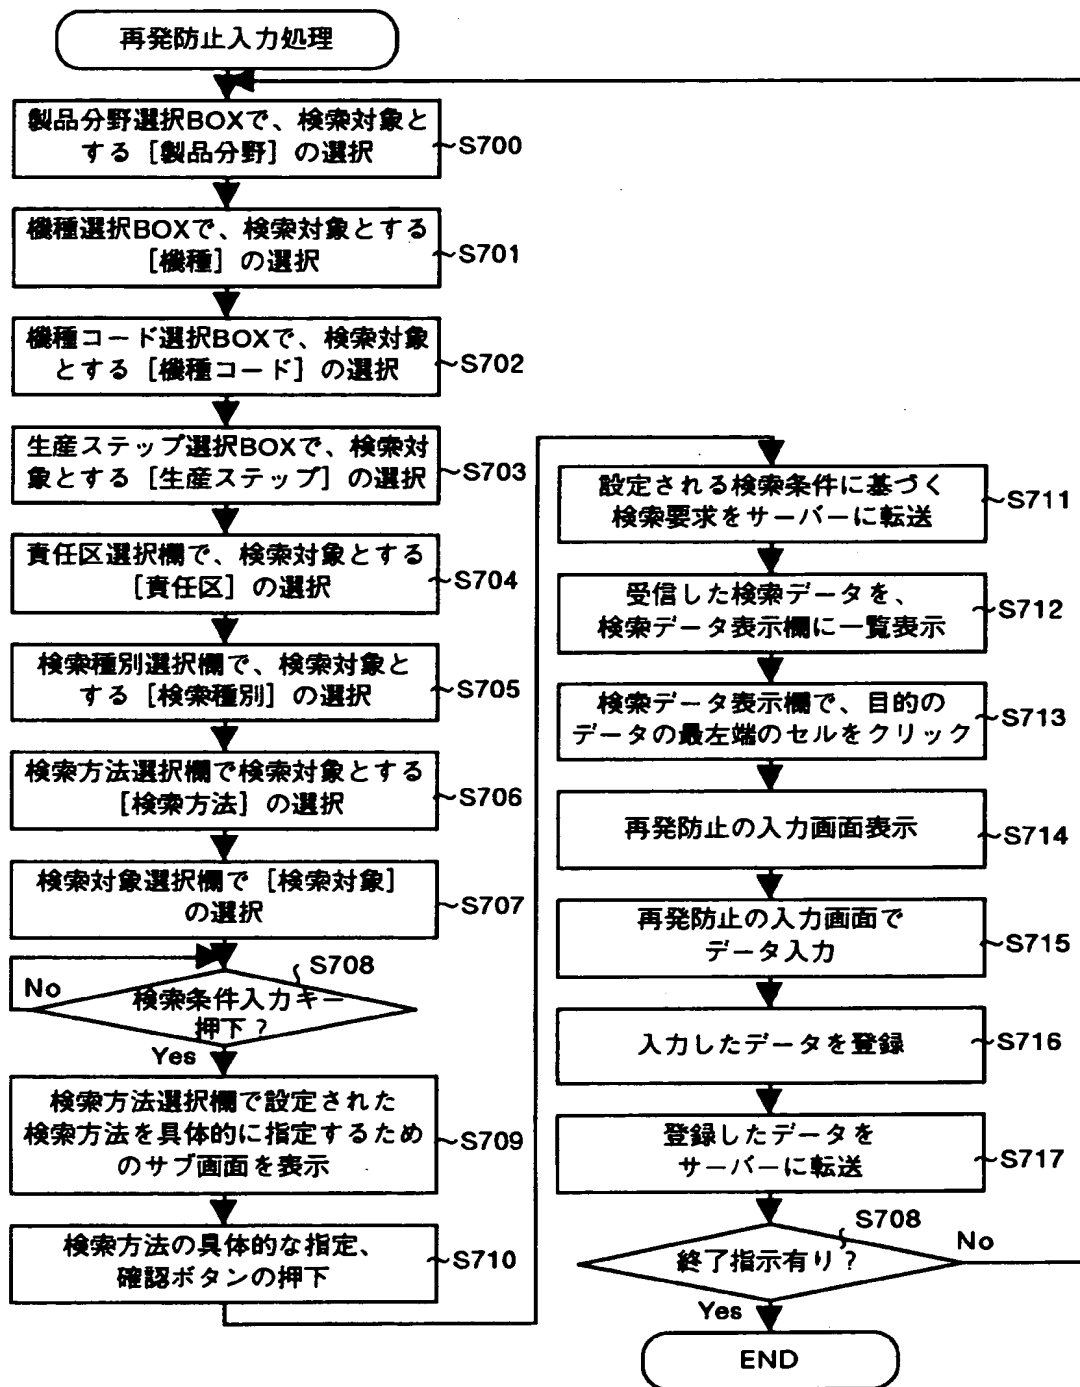 再発防止入力処理
製品分野選択BOXで、検索対象と
する［製品分野］の選択
S700
機種選択BOXで、検索対象とする
［機種］の選択
S701
機種コード選択BOXで、検索対象
とする［機種コード］の選択
S702
生産ステップ選択BOXで、検索対
象とする［生産ステップ］の選択
S703
責任区選択欄で、検索対象とする
［責任区］の選択
S704
検索種別選択欄で、検索対象と
する［検索種別］の選択
S705
検索方法選択欄で検索対象とする
［検索方法］の選択
S706
検索対象選択欄で［検索対象］
の選択
S707
S708
No
検索条件入力キー
押下？
Yes
検索方法選択欄で設定された
検索方法を具体的に指定するため
のサブ画面を表示
S709
検索方法の具体的な指定、
確認ボタンの押下
S710
設定される検索条件に基づく
検索要求をサーバーに転送
S711
受信した検索データを、
検索データ表示欄に一覧表示
S712
検索データ表示欄で、目的の
データの最左端のセルをクリック
S713
再発防止の入力画面表示
S714
再発防止の入力画面で
データ入力
S715
入力したデータを登録
S716
登録したデータを
サーバーに転送
S717
S708
終了指示有り？
No
Yes
END